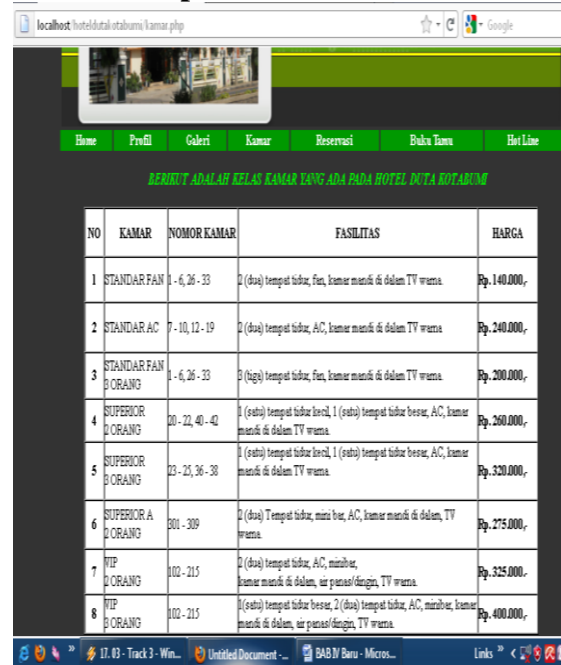 localhost/hoteldutakotabumi/kamar.php
Google
Home Profil Galeri Kamar Reservasi Buku Tamu Hot Line
BERIKUT ADALAH KELAS KAMAR YANG ADA PADA HOTEL DUTA KOTABUMI
NO KAMAR NOMOR KAMAR FASILITAS HARGA
1 STANDAR FAN 1 - 6, 26 - 33 2 (dua) tempat tidur, fan, kamar mandi di dalam TV warna. Rp. 140.000,-
2 STANDAR AC 7 - 10, 12 - 19 2 (dua) tempat tidur, AC, kamar mandi di dalam TV warna Rp. 240.000,-
3 STANDAR FAN
3 ORANG 1 - 6, 26 - 33 3 (tiga) tempat tidur, Fan, kamar mandi di dalam TV warna. Rp. 200.000,-
4 SUPERIOR
2 ORANG 20 - 22, 40 - 42 1 (satu) tempat tidur kecil, 1 (satu) tempat tidur besar, AC, kamar
mandi di dalam TV warna. Rp. 260.000,-
5 SUPERIOR
3 ORANG 23 - 25, 36 - 38 1 (satu) tempat tidur kecil, 1 (satu) tempat tidur besar, AC, kamar
mandi di dalam TV warna. Rp. 320.000,-
6 SUPERIOR A
2 ORANG 301 - 309 2 (dua) Tempat tidur, mini bar, AC, kamar mandi di dalam, TV
warna. Rp. 275.000,-
7 VIP
2 ORANG 102 - 215 2 (dua) tempat tidur, AC, minibar,
kamar mandi di dalam, air panas/dingin, TV warna. Rp. 325.000.-
8 VIP
3 ORANG 102 - 215 1(satu) tempat tidur besar, 2 (dua) tempat tidur, AC, minibar, kamar
mandi di dalam, air panas/dingin, TV warna. Rp. 400.000,-
» 17. 03 - Track 3 - Win... Untitled Document -... BAB IV Baru - Micros... Links »